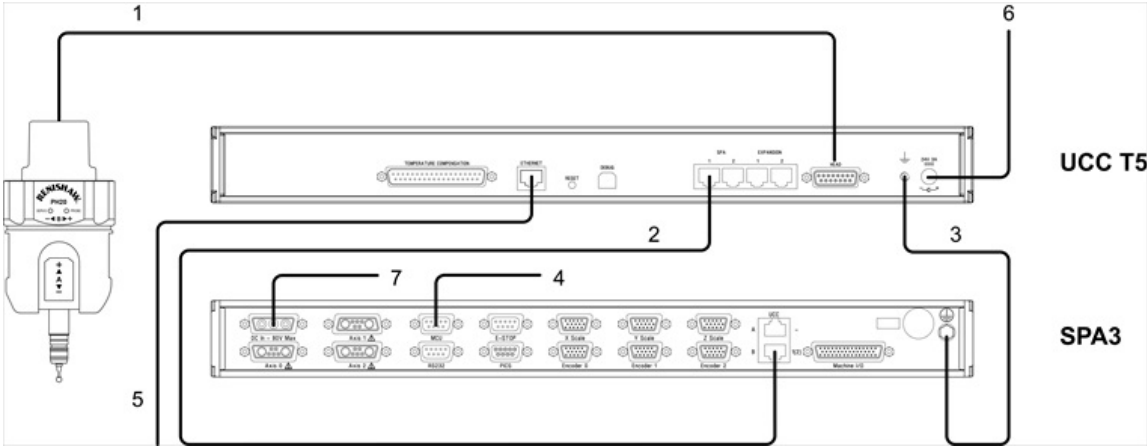 1
6
TEMPERATURE COMPENSATION
ETHERNET
RESET
DEBUG
SPA
EXPANSION
1 2 1 2
HEAD
UCC T5
RENISHAW
PH20
2
3
7
4
DC In - 80V Max
Axis 1
MCU
E-STOP
X Scale
Y Scale
Z Scale
UCC
A
B
SPA3
Axis 0
Axis 2
RS232
PICS
Encoder 0
Encoder 1
Encoder 2
Machine I/O
5